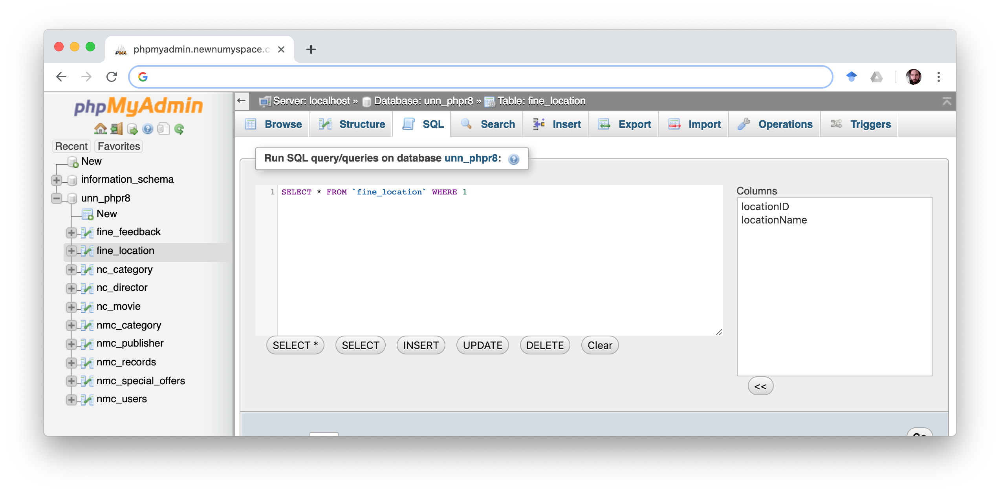 phpmyadmin.newnumyspace.c
phpMyAdmin
Recent Favorites
New
information_schema
unn_phpr8
New
fine_feedback
fine_location
nc_category
nc_director
nc_movie
nmc_category
nmc_publisher
nmc_records
nmc_special_offers
nmc_users
Server: localhost » Database: unn_phpr8 » Table: fine_location
Browse Structure SQL Search Insert Export Import Operations Triggers
Run SQL query/queries on database unn_phpr8:
1 SELECT * FROM `fine_location` WHERE 1
SELECT * SELECT INSERT UPDATE DELETE Clear
Columns
locationID
locationName
<<